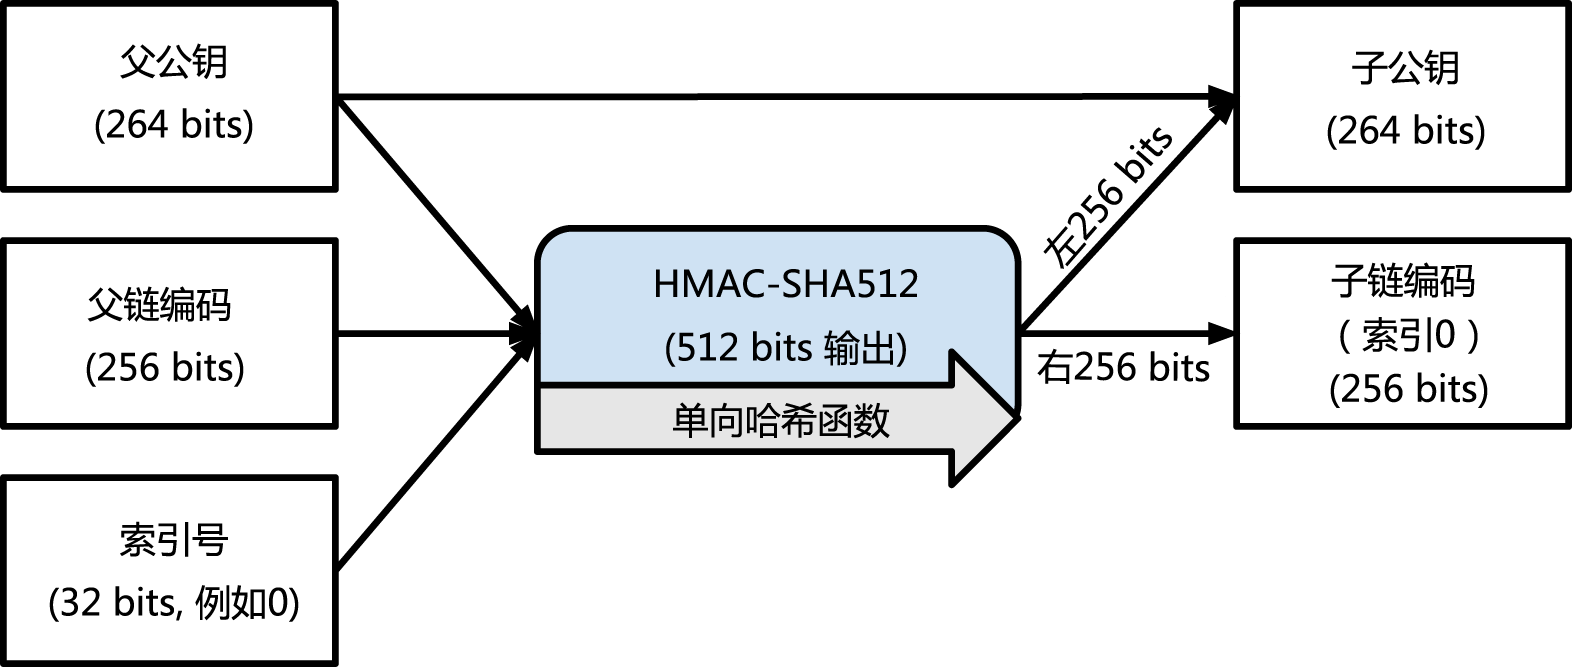 父公钥
(264 bits)
父链编码
(256 bits)
索引号
(32 bits, 例如0)
HMAC-SHA512
(512 bits 输出)
单向哈希函数
左256 bits
右256 bits
子公钥
(264 bits)
子链编码
（索引0）
(256 bits)